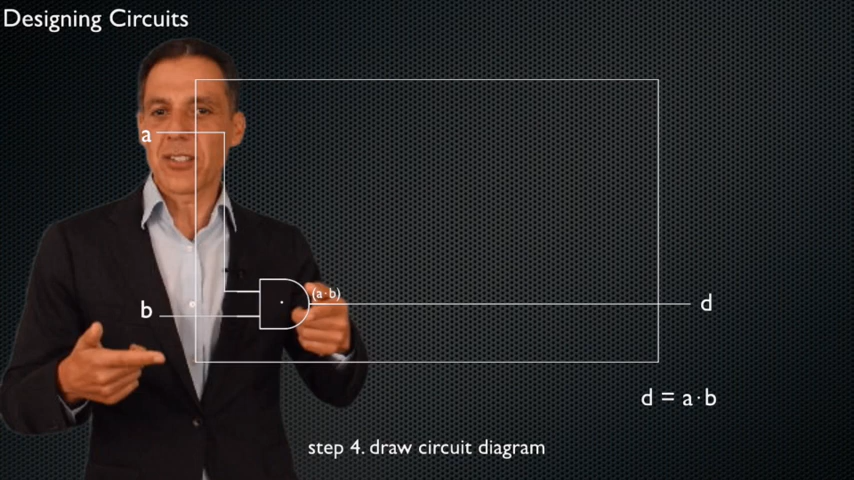 Designing Circuits
a
(a·b)
b
d
d = a·b
step 4. draw circuit diagram